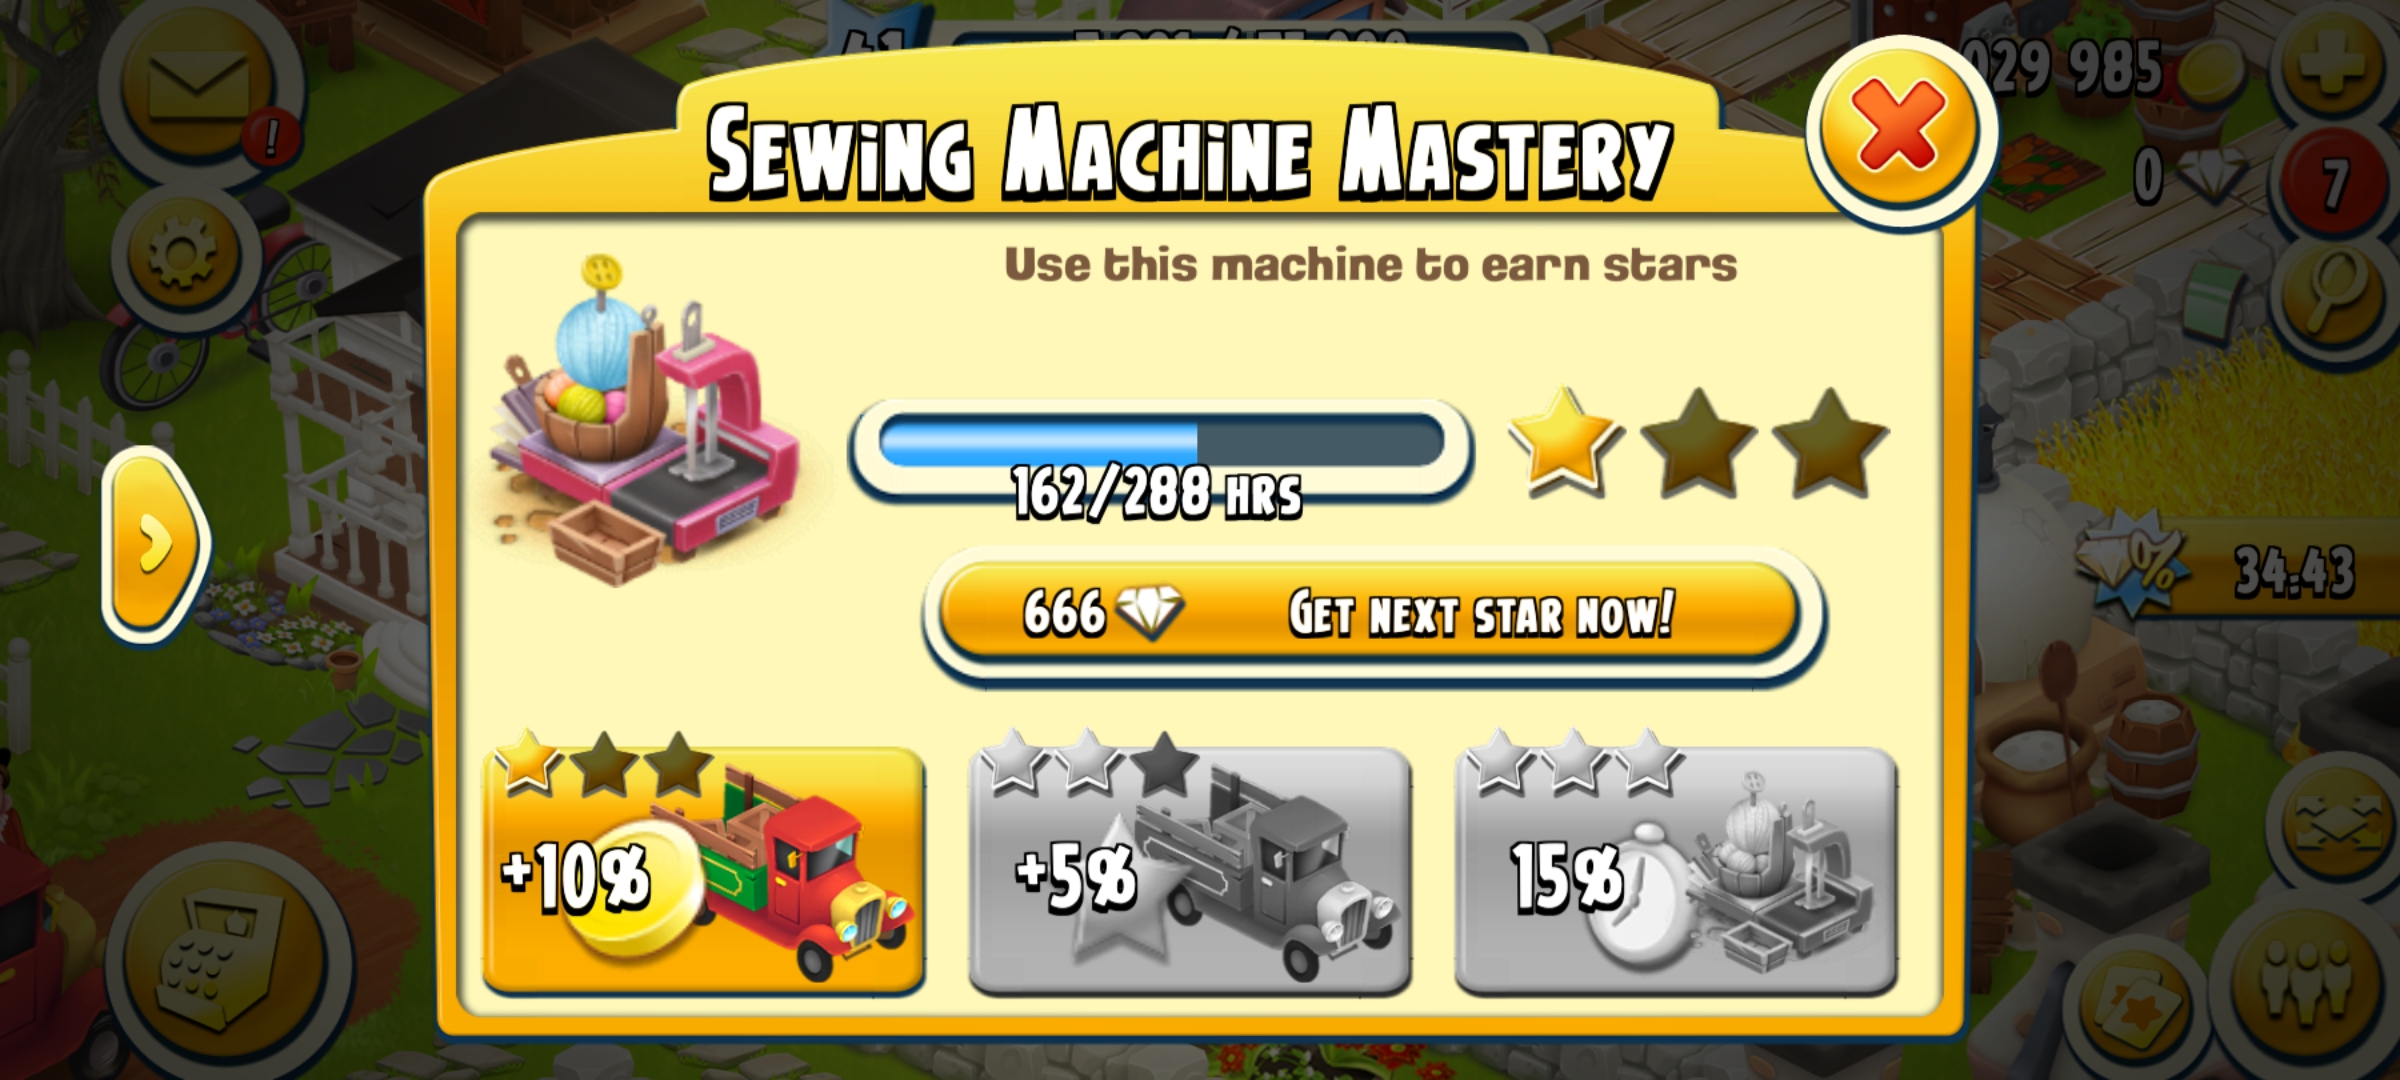 Sewing Machine Mastery
029 985
0
!
7
Use this machine to earn stars
162/288 HRS
666 Get next star now!
34:43
%
+10%
+5%
15%